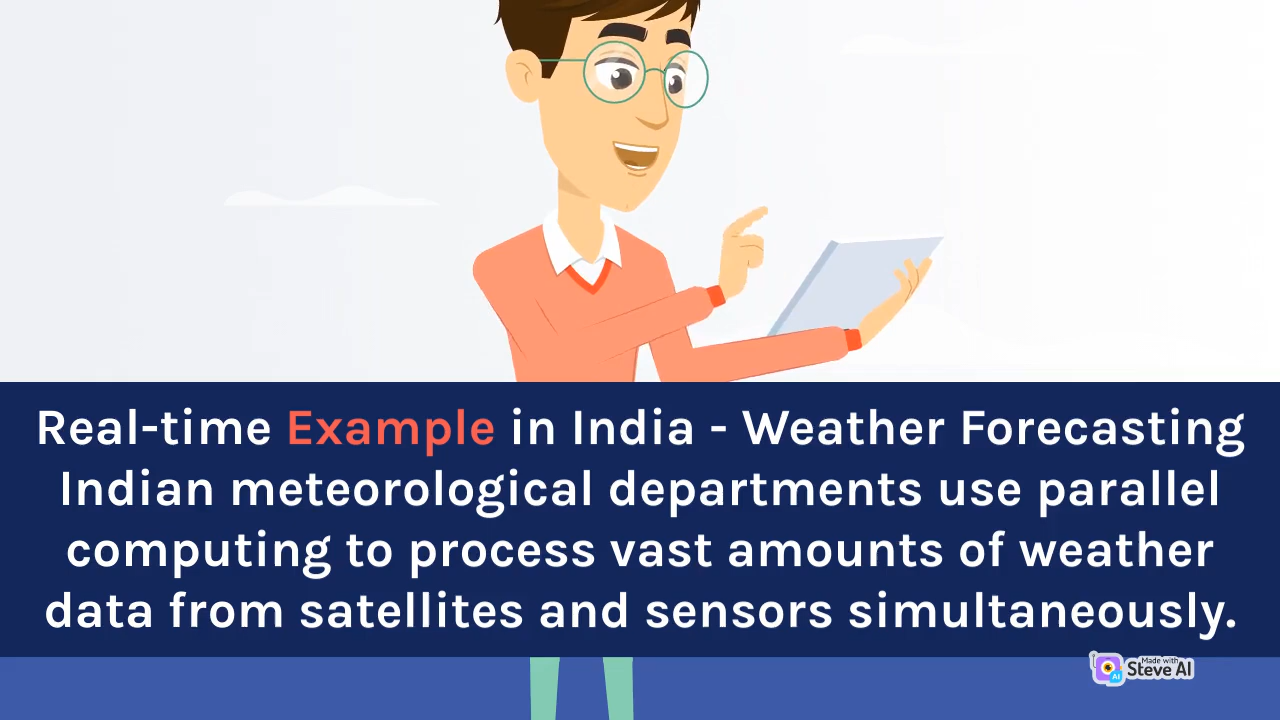 Real-time Example in India - Weather Forecasting
Indian meteorological departments use parallel
computing to process vast amounts of weather
data from satellites and sensors simultaneously.
Made with
Steve AI
AI